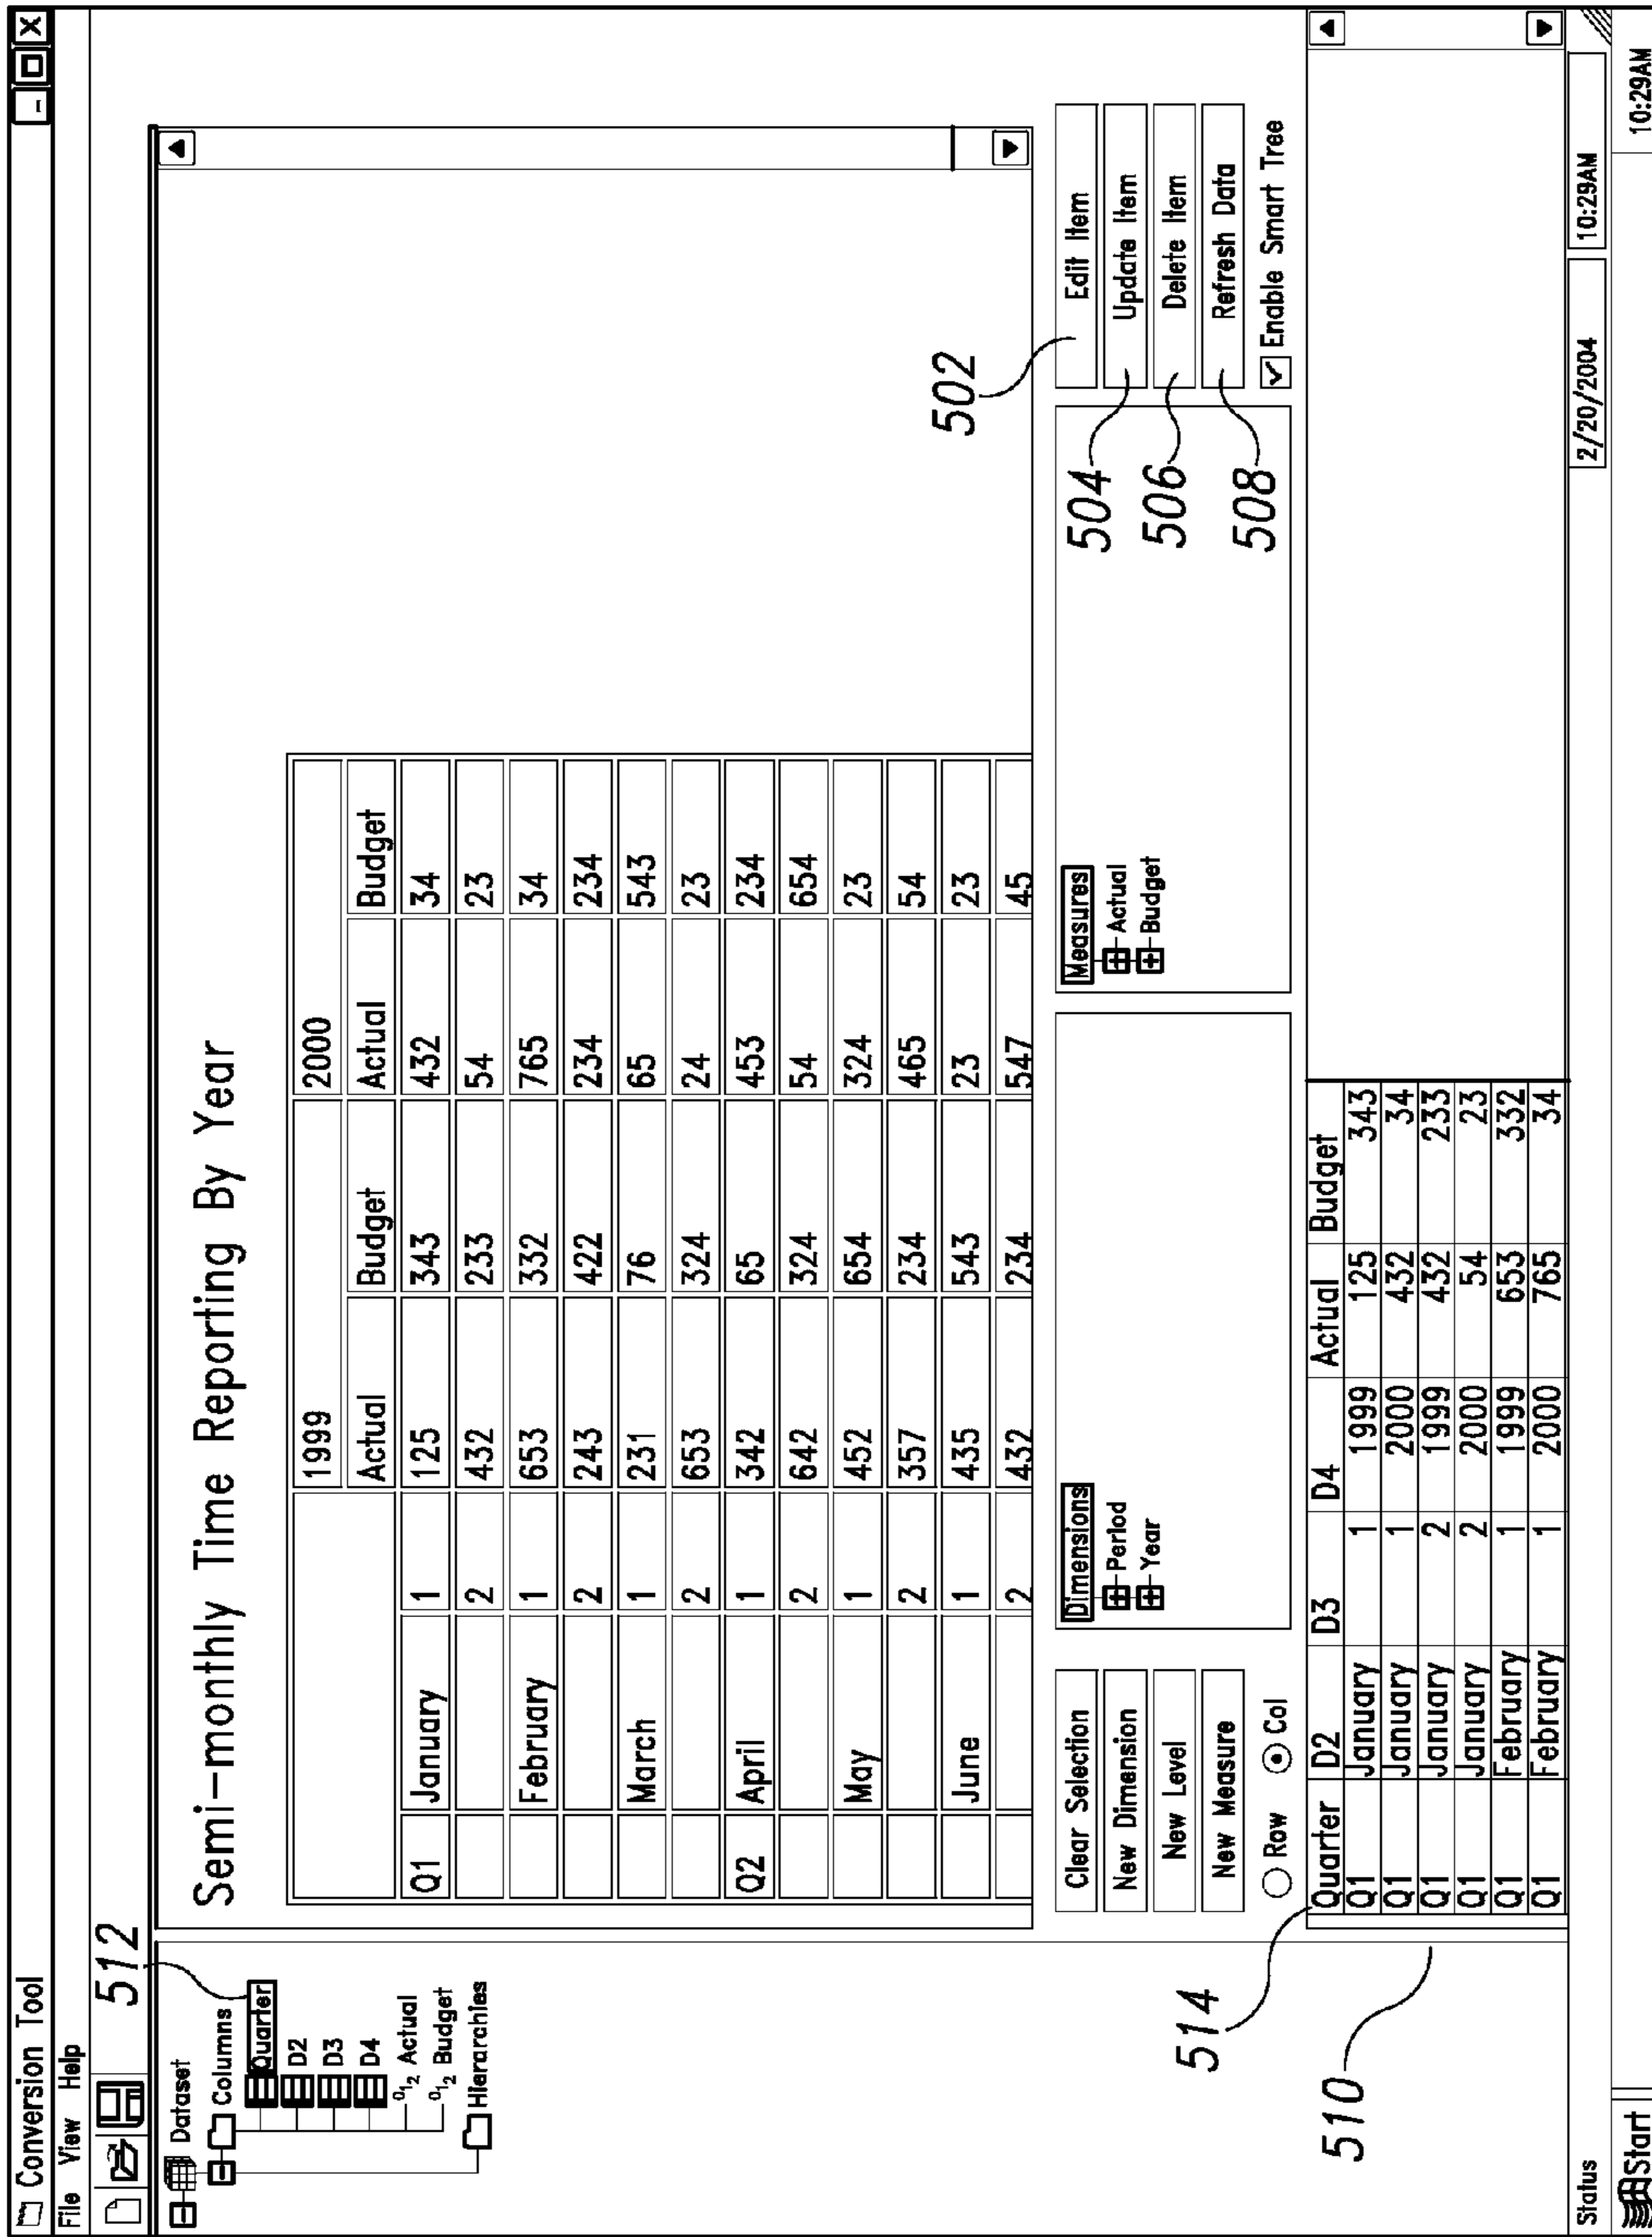 Conversion Tool
File View Help
512
Dataset
Columns
Quarter
D2
D3
D4
012 Actual
012 Budget
Hierarchies
Semi-monthly Time Reporting By Year
1999 2000
Actual Budget Actual Budget
Q1 January 1 125 343 432 34
2 432 233 54 23
February 1 653 332 765 34
2 243 422 234 234
March 1 231 76 65 543
2 653 324 24 23
Q2 April 1 342 65 453 234
2 642 324 54 654
May 1 452 654 324 23
2 357 234 465 54
June 1 435 543 23 23
2 432 234 547 45
502
Clear Selection
New Dimension
New Level
New Measure
Row Col
Dimensions
Period
Year
Measures
Actual
Budget
504
506
508
Edit Item
Update Item
Delete Item
Refresh Data
Enable Smart Tree
514
510
Quarter D2 D3 D4 Actual Budget
Q1 January 1 1999 125 343
Q1 January 1 2000 432 34
Q1 January 2 1999 432 233
Q1 January 2 2000 54 23
Q1 February 1 1999 653 332
Q1 February 1 2000 765 34
Status 2/20/2004 10:29AM
Start 10:29AM